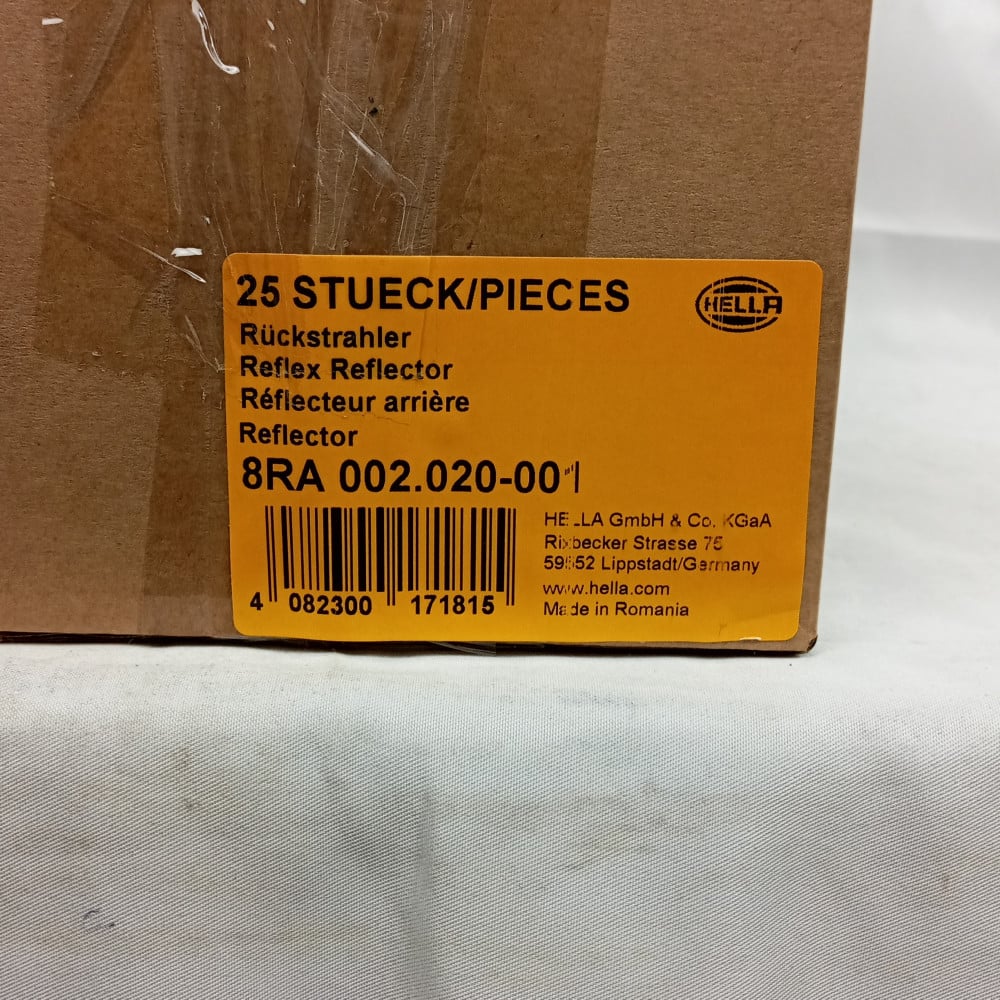 25 STUECK/PIECES
HELLA
Rückstrahler
Reflex Reflector
Réflecteur arrière
Reflector
8RA 002.020-001
4 082300 171815
HELLA GmbH & Co. KGaA
Rixbecker Strasse 75
59552 Lippstadt/Germany
www.hella.com
Made in Romania